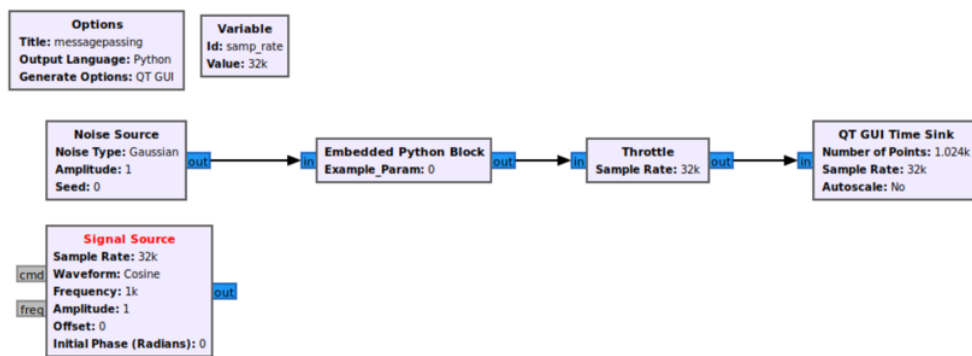 Options
Title: messagepassing
Output Language: Python
Generate Options: QT GUI
Variable
Id: samp_rate
Value: 32k
Noise Source
Noise Type: Gaussian
Amplitude: 1
Seed: 0
out
in
Embedded Python Block
Example_Param: 0
out
in
Throttle
Sample Rate: 32k
out
in
QT GUI Time Sink
Number of Points: 1.024k
Sample Rate: 32k
Autoscale: No
Signal Source
Sample Rate: 32k
Waveform: Cosine
Frequency: 1k
Amplitude: 1
Offset: 0
Initial Phase (Radians): 0
cmd
freq
out